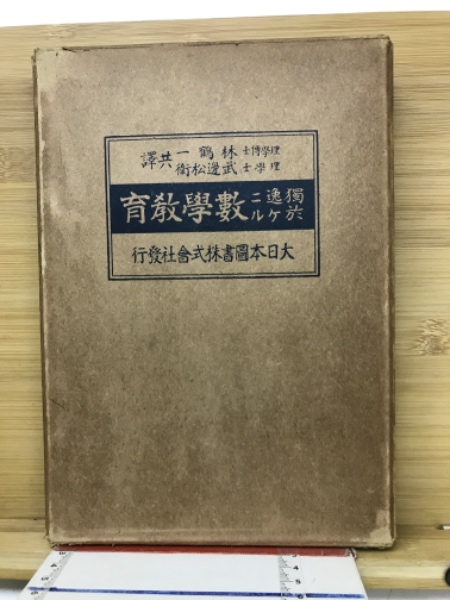 理學博士 林鶴一 共譯
理學士 武邊松衛
獨逸ニ於ケル 數學敎育
大日本圖書株式會社發行